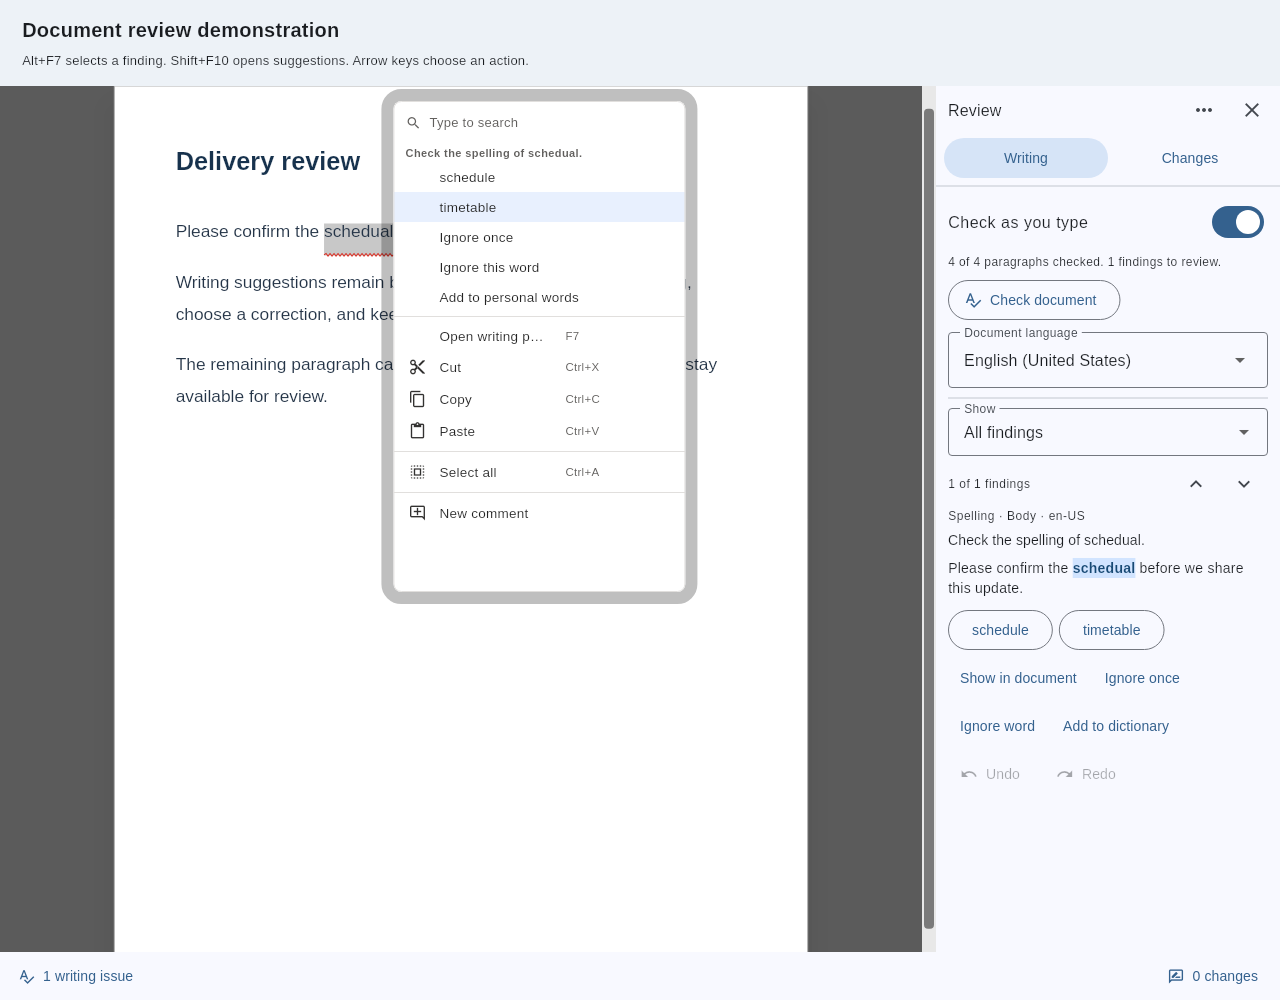 Document review demonstration
Alt+F7 selects a finding. Shift+F10 opens suggestions. Arrow keys choose an action.
Delivery review
Please confirm the schedual
Writing suggestions remain
choose a correction, and
The remaining paragraph stay
available for review.
Type to search
Check the spelling of schedual.
schedule
timetable
Ignore once
Ignore this word
Add to personal words
Open writing p... F7
Cut Ctrl+X
Copy Ctrl+C
Paste Ctrl+V
Select all Ctrl+A
New comment
Review
Writing Changes
Check as you type
4 of 4 paragraphs checked. 1 findings to review.
Check document
Document language
English (United States)
Show
All findings
1 of 1 findings
Spelling · Body · en-US
Check the spelling of schedual.
Please confirm the schedual before we share
this update.
schedule timetable
Show in document Ignore once
Ignore word Add to dictionary
Undo Redo
1 writing issue
0 changes